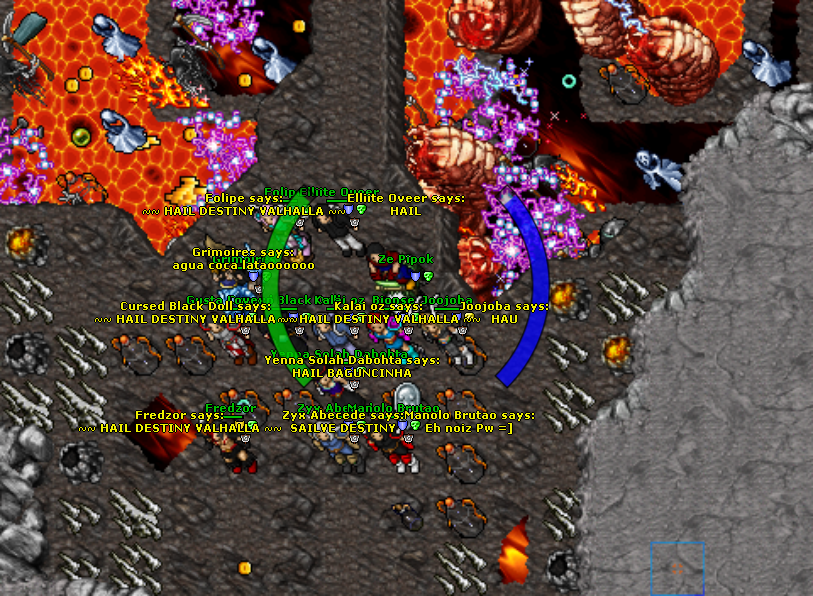 Folipe says:
~~ HAIL DESTINY VALHALLA ~~
Elliite Oveer says:
HAIL
Grimoires says:
agua coca lataoooooo
Ze Pipok
Cursed Black Doll says:
~~ HAIL DESTINY VALHALLA ~~
Kalai oz says:
HAIL DESTINY VALHALLA ~~
Joojoba says:
HAU
Yenna Solah Dabohta says:
HAIL BAGUNCINHA
Fredzor
Fredzor says:
~~ HAIL DESTINY VALHALLA ~~
Zyx Abecede says:
SAILVE DESTINY
Manolo Brutao says:
Eh noiz Pw =]